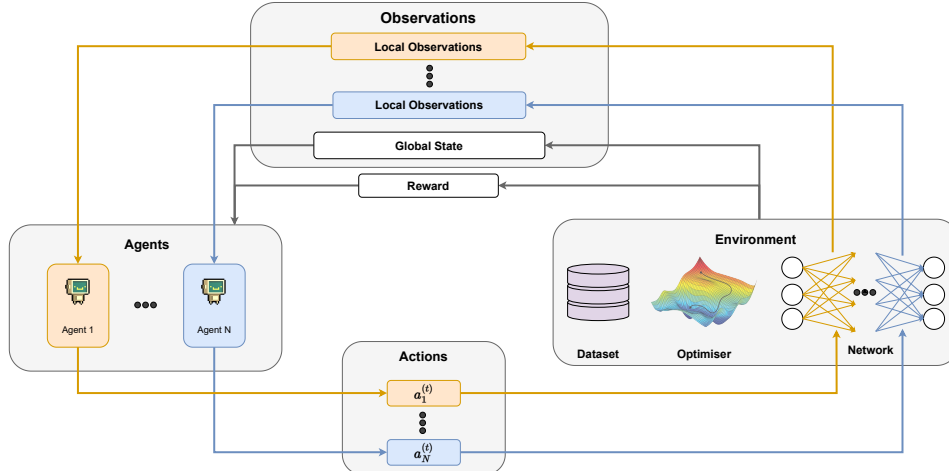 Observations
Local Observations
Local Observations
Global State
Reward
Agents
Agent 1
Agent N
Environment
Dataset
Optimiser
Network
Actions
a_1^{(t)}
a_N^{(t)}